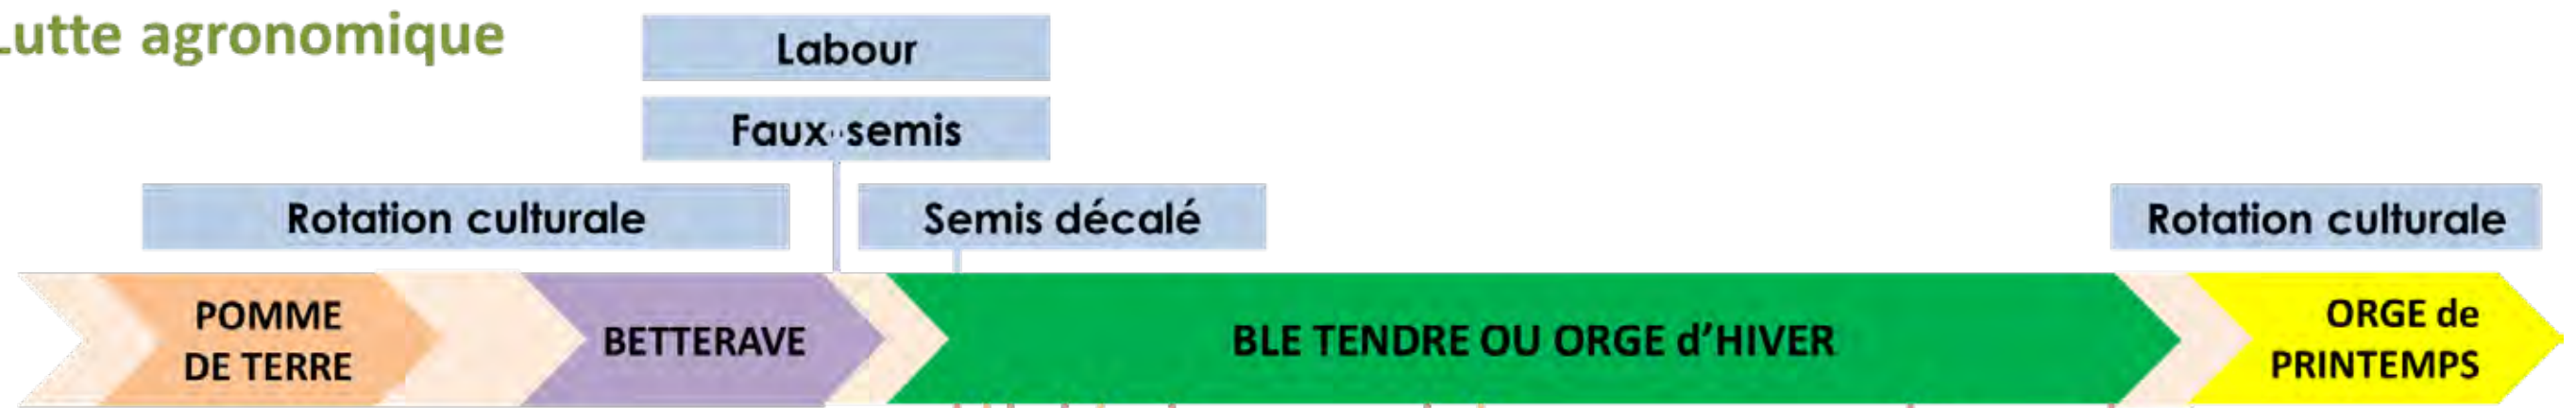 Lutte agronomique
Labour
Faux-semis
Rotation culturale
Semis décalé
Rotation culturale
POMME
DE TERRE
BETTERAVE
BLE TENDRE OU ORGE d’HIVER
ORGE de
PRINTEMPS